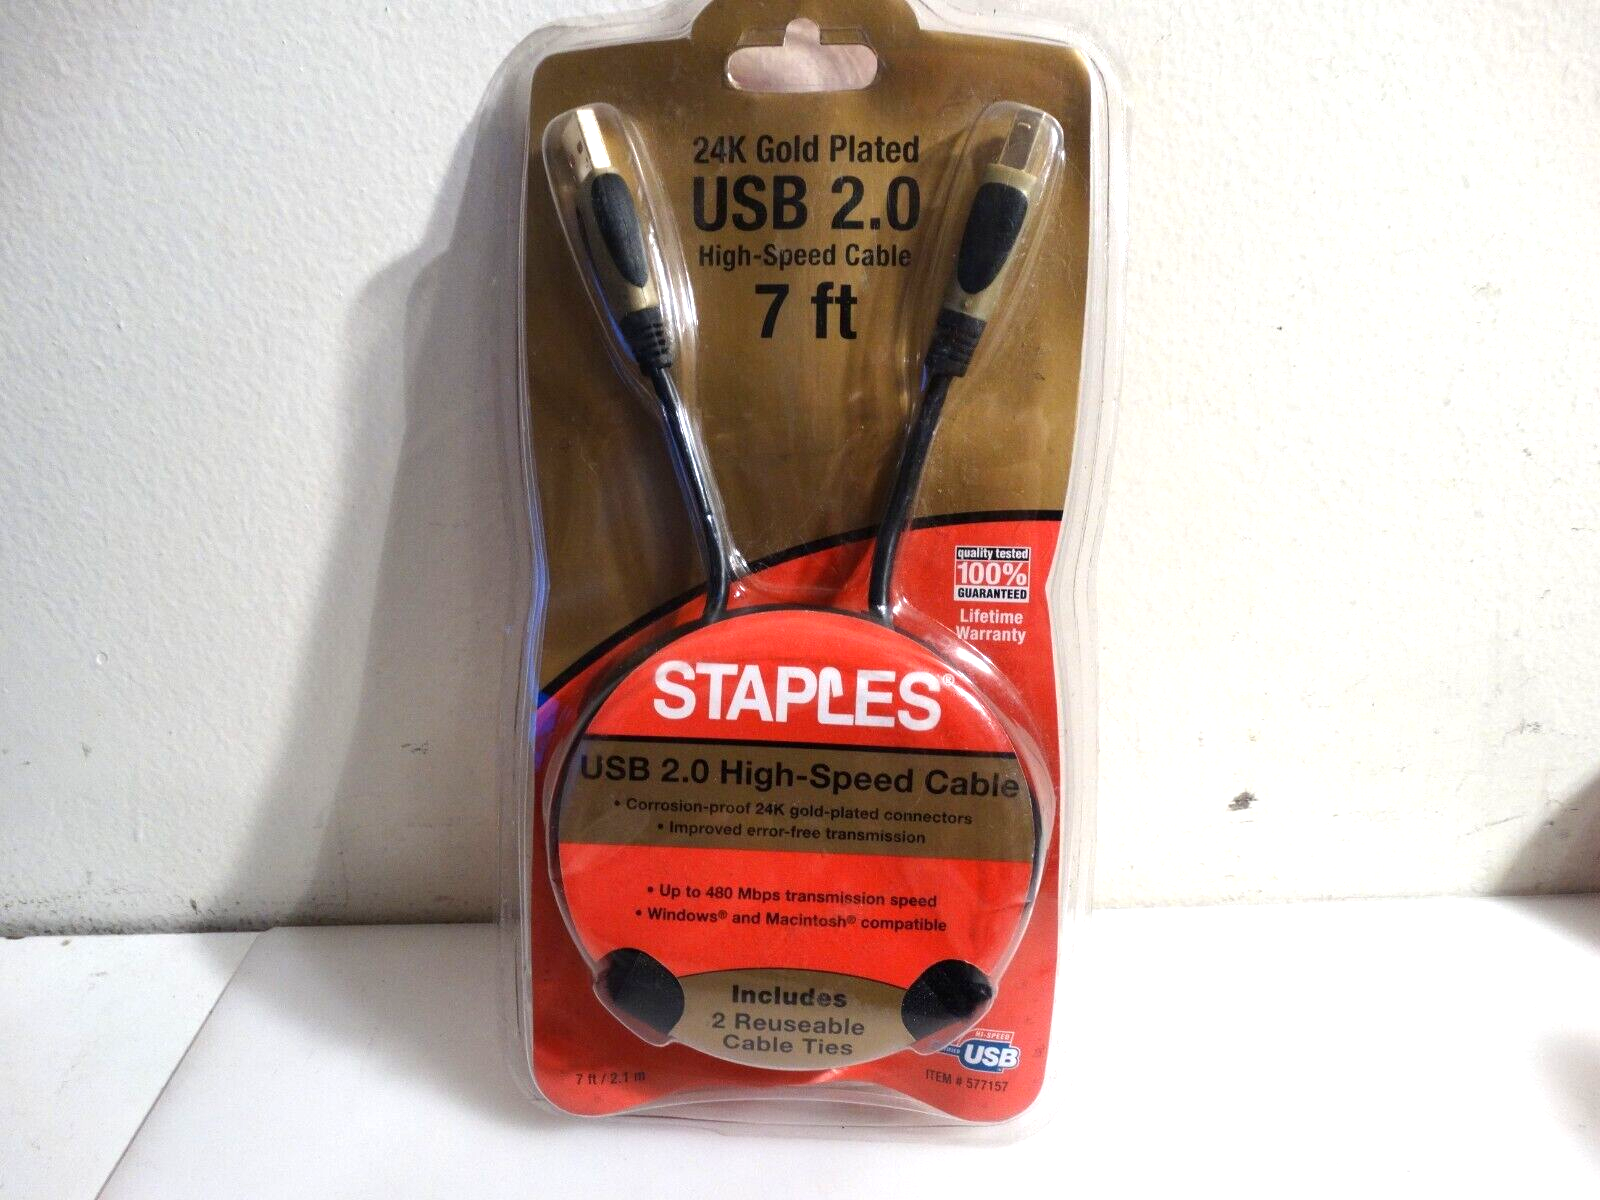 24K Gold Plated
USB 2.0
High-Speed Cable
7 ft
quality tested
100%
GUARANTEED
Lifetime
Warranty
STAPLES®
USB 2.0 High-Speed Cable
• Corrosion-proof 24K gold-plated connectors
• Improved error-free transmission
• Up to 480 Mbps transmission speed
• Windows® and Macintosh® compatible
Includes
2 Reuseable
Cable Ties
HI-SPEED
USB
7 ft / 2.1 m
ITEM # 577157